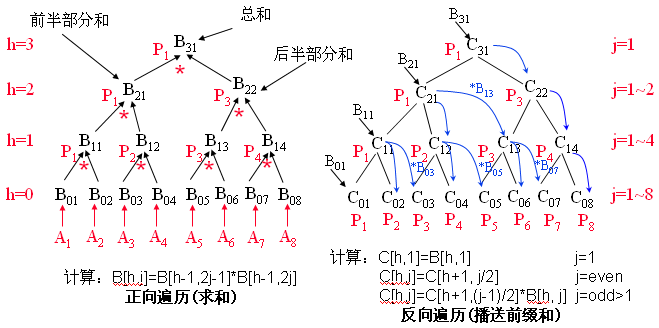 前半部分和
总和
后半部分和
h=3
B31
P1
*
h=2
B21
B22
P1
P3
* *
h=1
B11 B12 B13 B14
P1 P2 P3 P4
* * * *
h=0
B01 B02 B03 B04 B05 B06 B07 B08
A1 A2 A3 A4 A5 A6 A7 A8
计算：B[h,j]=B[h-1,2j-1]*B[h-1,2j]
正向遍历(求和)
B31
P1 C31
j=1
B21
P1 C21
*B13
P3 C22
j=1~2
B11
P1 C11 P2 C12 P3 C13 P4 C14
j=1~4
B01
*B03 *B05 *B07
C01 C02 C03 C04 C05 C06 C07 C08
j=1~8
P1 P2 P3 P4 P5 P6 P7 P8
计算：C[h,1]=B[h,1] j=1
C[h,j]=C[h+1, j/2] j=even
C[h,j]=C[h+1,(j-1)/2]*B[h, j] j=odd>1
反向遍历(播送前缀和)